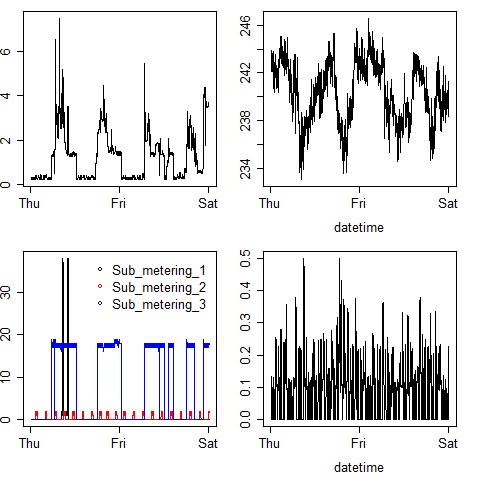 6
4
2
0
Thu Fri Sat
246
242
238
234
Thu Fri Sat
datetime
30
20
10
0
Sub_metering_1
Sub_metering_2
Sub_metering_3
Thu Fri Sat
0.5
0.4
0.3
0.2
0.1
0.0
Thu Fri Sat
datetime